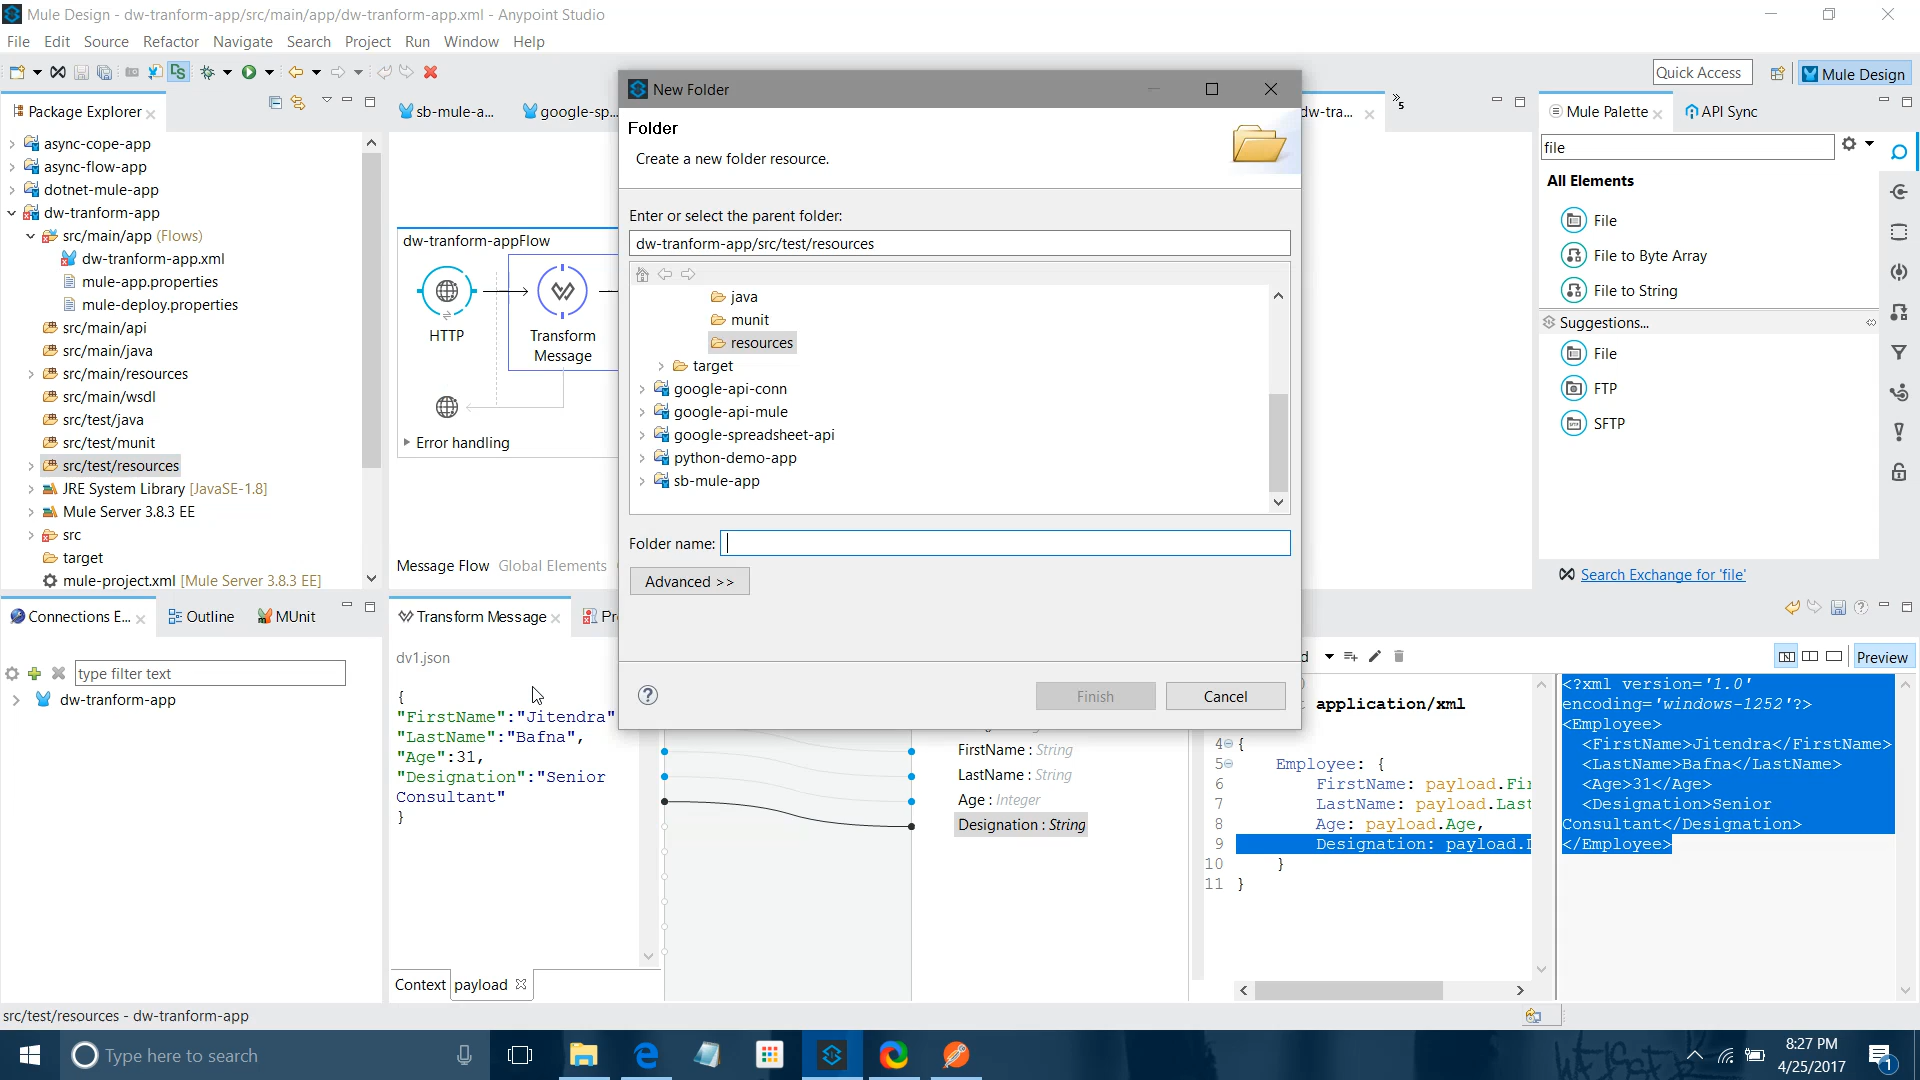 Mule Design - dw-tranform-app/src/main/app/dw-tranform-app.xml - Anypoint Studio
File Edit Source Refactor Navigate Search Project Run Window Help
Quick Access
Mule Design
Package Explorer
async-cope-app
async-flow-app
dotnet-mule-app
dw-tranform-app
src/main/app (Flows)
dw-tranform-app.xml
mule-app.properties
mule-deploy.properties
src/main/api
src/main/java
src/main/resources
src/main/wsdl
src/test/java
src/test/munit
src/test/resources
JRE System Library [JavaSE-1.8]
Mule Server 3.8.3 EE
src
target
mule-project.xml [Mule Server 3.8.3 EE]
sb-mule-a...
google-sp...
dw-tra...
5
dw-tranform-appFlow
HTTP
Transform
Message
Error handling
Message Flow Global Elements
New Folder
Folder
Create a new folder resource.
Enter or select the parent folder:
dw-tranform-app/src/test/resources
java
munit
resources
target
google-api-conn
google-api-mule
google-spreadsheet-api
python-demo-app
sb-mule-app
Folder name:
Advanced >>
Finish
Cancel
Mule Palette
API Sync
file
All Elements
File
File to Byte Array
File to String
Suggestions...
File
FTP
SFTP
Search Exchange for 'file'
Connections E...
Outline
MUnit
type filter text
dw-tranform-app
Transform Message
Pr
dv1.json
{
"FirstName":"Jitendra"
"LastName":"Bafna",
"Age":31,
"Designation":"Senior
Consultant"
}
Context
payload
FirstName : String
LastName : String
Age : Integer
Designation : String
d
Preview
application/xml
4 {
5 Employee: {
6 FirstName: payload.Fir
7 LastName: payload.Last
8 Age: payload.Age,
9 Designation: payload.D
10 }
11 }
<?xml version='1.0'
encoding='windows-1252'?>
<Employee>
<FirstName>Jitendra</FirstName>
<LastName>Bafna</LastName>
<Age>31</Age>
<Designation>Senior
Consultant</Designation>
</Employee>
src/test/resources - dw-tranform-app
Type here to search
8:27 PM
4/25/2017
1